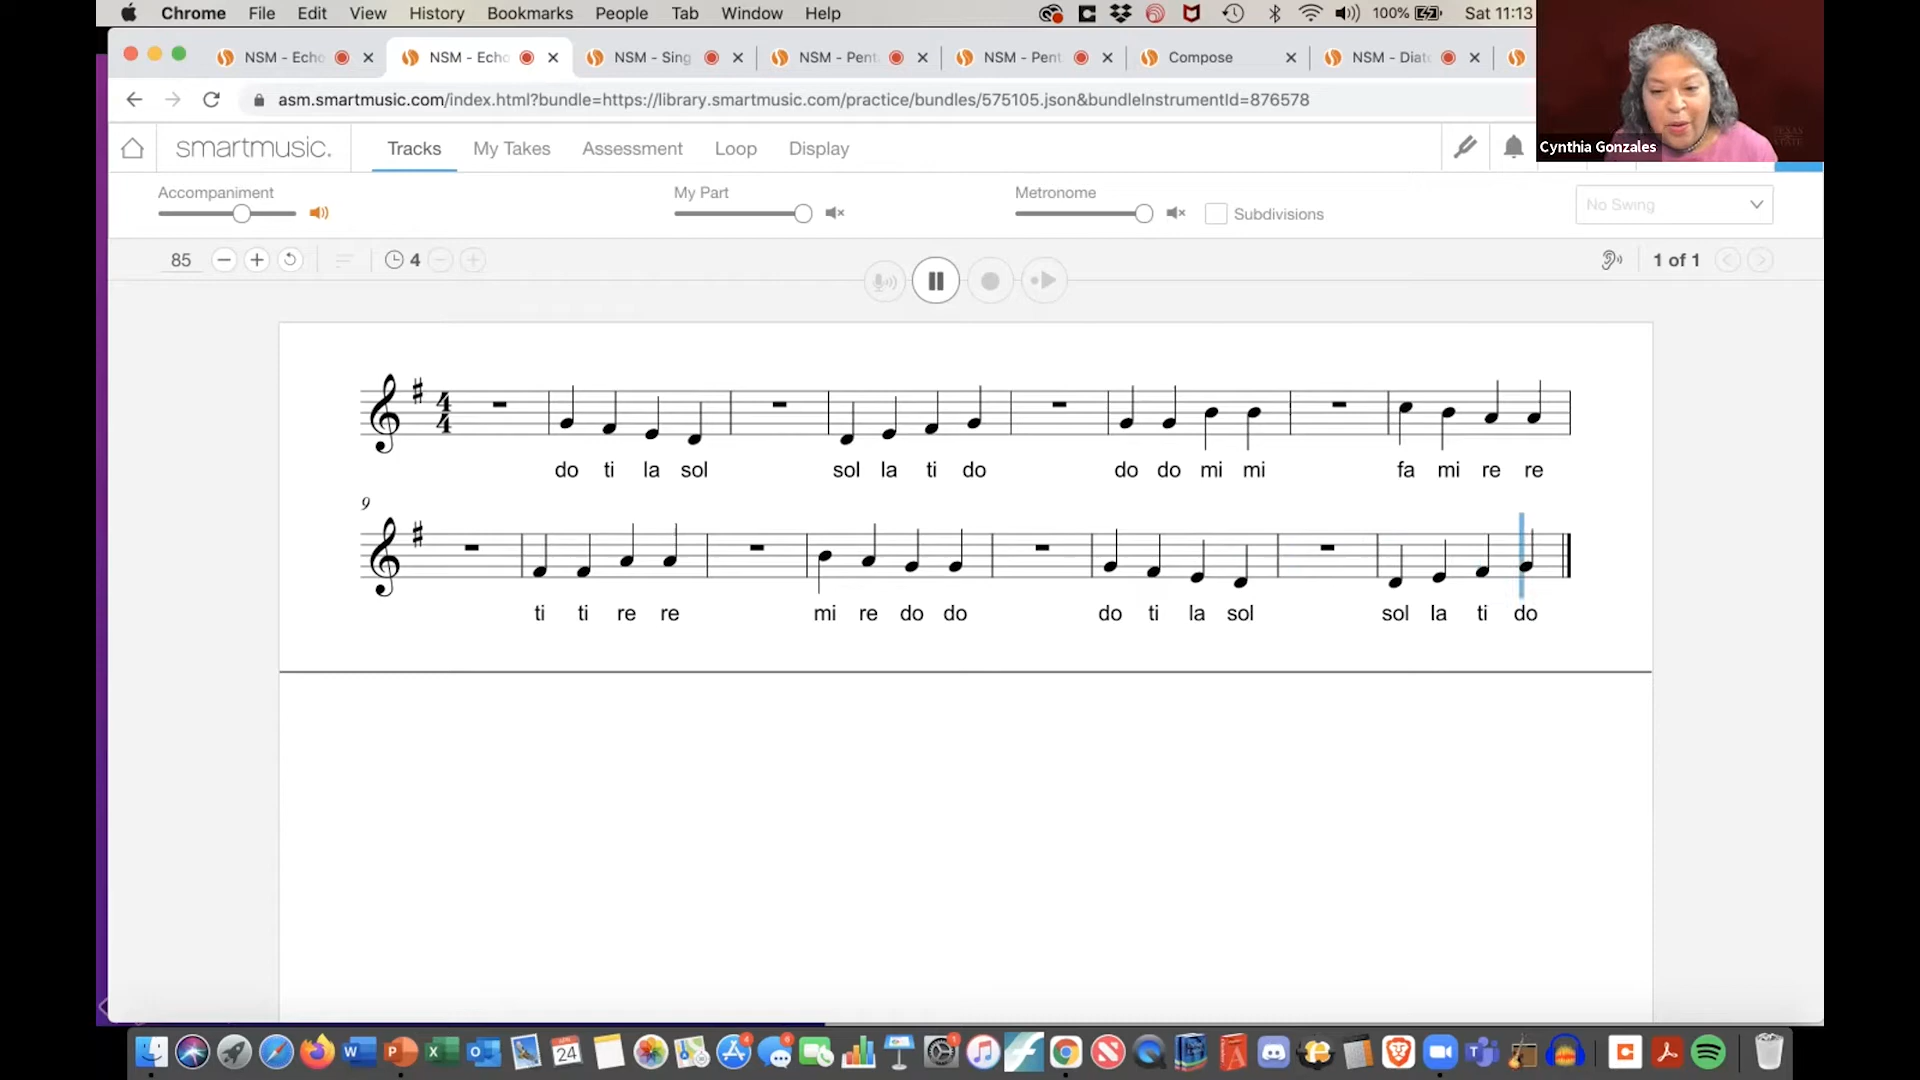 Chrome File Edit View History Bookmarks People Tab Window Help 100% Sat 11:13
NSM - Echo NSM - Echo NSM - Sing NSM - Pent NSM - Pent Compose NSM - Diato
asm.smartmusic.com/index.html?bundle=https://library.smartmusic.com/practice/bundles/575105.json&bundleInstrumentId=876578
Cynthia Gonzales
smartmusic. Tracks My Takes Assessment Loop Display
Accompaniment My Part Metronome
Subdivisions No Swing
85 4 1 of 1
4
4
do ti la sol sol la ti do do do mi mi fa mi re re
9
ti ti re re mi re do do do ti la sol sol la ti do
24